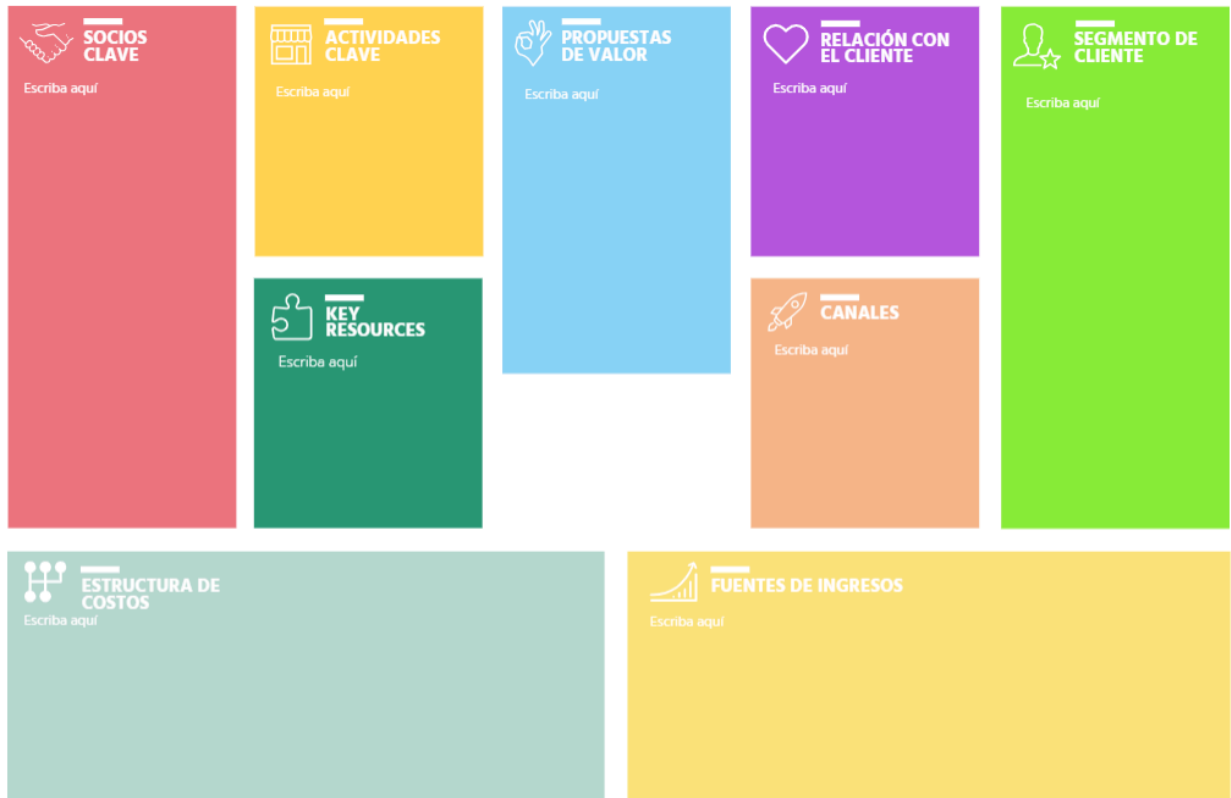 SOCIOS
CLAVE
Escriba aquí
ACTIVIDADES
CLAVE
Escriba aquí
PROPUESTAS
DE VALOR
Escriba aquí
RELACIÓN CON
EL CLIENTE
Escriba aquí
SEGMENTO DE
CLIENTE
Escriba aquí
KEY
RESOURCES
Escriba aquí
CANALES
Escriba aquí
ESTRUCTURA DE
COSTOS
Escriba aquí
FUENTES DE INGRESOS
Escriba aquí